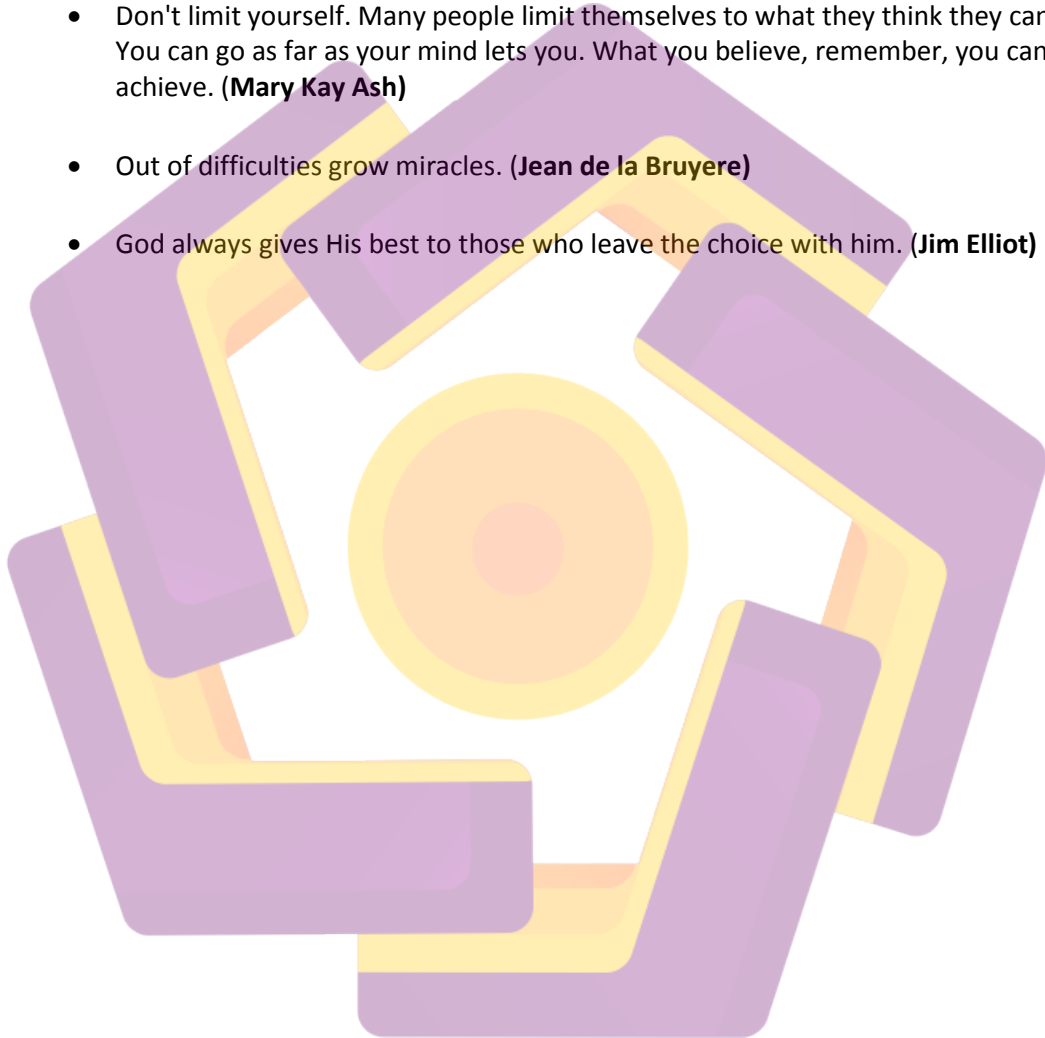 • Don't limit yourself. Many people limit themselves to what they think they can
You can go as far as your mind lets you. What you believe, remember, you can
achieve. (Mary Kay Ash)
• Out of difficulties grow miracles. (Jean de la Bruyere)
• God always gives His best to those who leave the choice with him. (Jim Elliot)